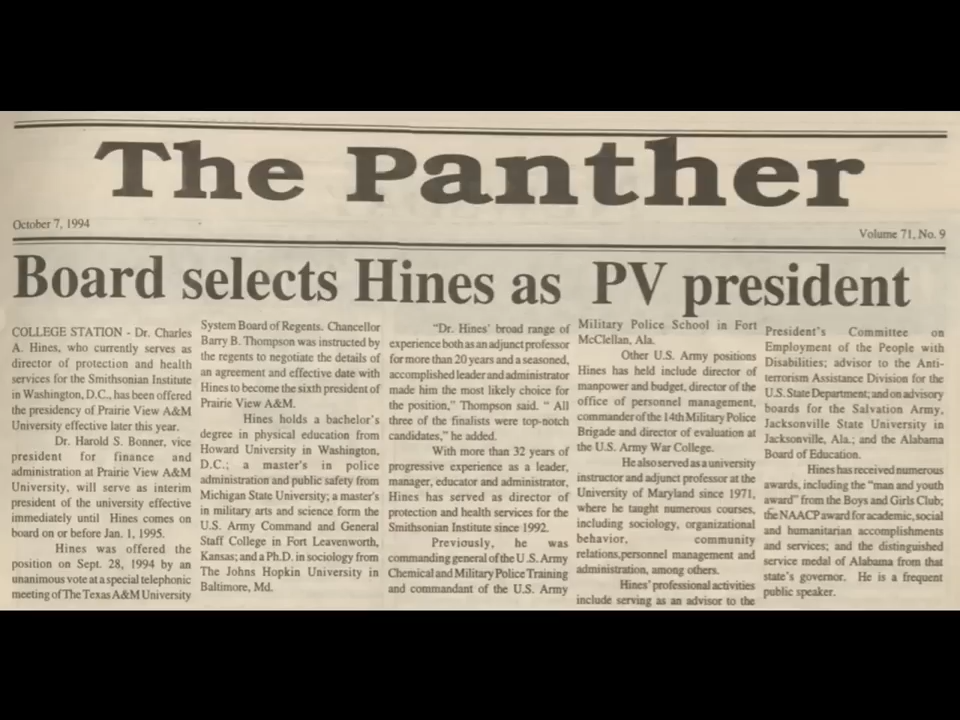 The Panther
October 7, 1994
Volume 71, No. 9
Board selects Hines as PV president
COLLEGE STATION - Dr. Charles
A. Hines, who currently serves as
director of protection and health
services for the Smithsonian Institute
in Washington, D.C., has been offered
the presidency of Prairie View A&M
University effective later this year.
Dr. Harold S. Bonner, vice
president for finance and
administration at Prairie View A&M
University, will serve as interim
president of the university effective
immediately until Hines comes on
board on or before Jan. 1, 1995.
Hines was offered the
position on Sept. 28, 1994 by an
unanimous vote at a special telephonic
meeting of The Texas A&M University
System Board of Regents. Chancellor
Barry B. Thompson was instructed by
the regents to negotiate the details of
an agreement and effective date with
Hines to become the sixth president of
Prairie View A&M.
Hines holds a bachelor's
degree in physical education from
Howard University in Washington,
D.C.; a master's in police
administration and public safety from
Michigan State University; a master's
in military arts and science form the
U.S. Army Command and General
Staff College in Fort Leavenworth,
Kansas; and a Ph.D. in sociology from
The Johns Hopkin University in
Baltimore, Md.
"Dr. Hines' broad range of
experience both as an adjunct professor
for more than 20 years and a seasoned,
accomplished leader and administrator
made him the most likely choice for
the position," Thompson said. " All
three of the finalists were top-notch
candidates," he added.
With more than 32 years of
progressive experience as a leader,
manager, educator and administrator,
Hines has served as director of
protection and health services for the
Smithsonian Institute since 1992.
Previously, he was
commanding general of the U.S. Army
Chemical and Military Police Training
and commandant of the U.S. Army
Military Police School in Fort
McClellan, Ala.
Other U.S. Army positions
Hines has held include director of
manpower and budget, director of the
office of personnel management,
commander of the 14th Military Police
Brigade and director of evaluation at
the U.S. Army War College.
He also served as a university
instructor and adjunct professor at the
University of Maryland since 1971,
where he taught numerous courses,
including sociology, organizational
behavior, community
relations,personnel management and
administration, among others.
Hines' professional activities
include serving as an advisor to the
President's Committee on
Employment of the People with
Disabilities; advisor to the Anti-
terrorism Assistance Division for the
U.S. State Department; and on advisory
boards for the Salvation Army,
Jacksonville State University in
Jacksonville, Ala.; and the Alabama
Board of Education.
Hines has received numerous
awards, including the "man and youth
award" from the Boys and Girls Club;
the NAACP award for academic, social
and humanitarian accomplishments
and services; and the distinguished
service medal of Alabama from that
state's governor. He is a frequent
public speaker.